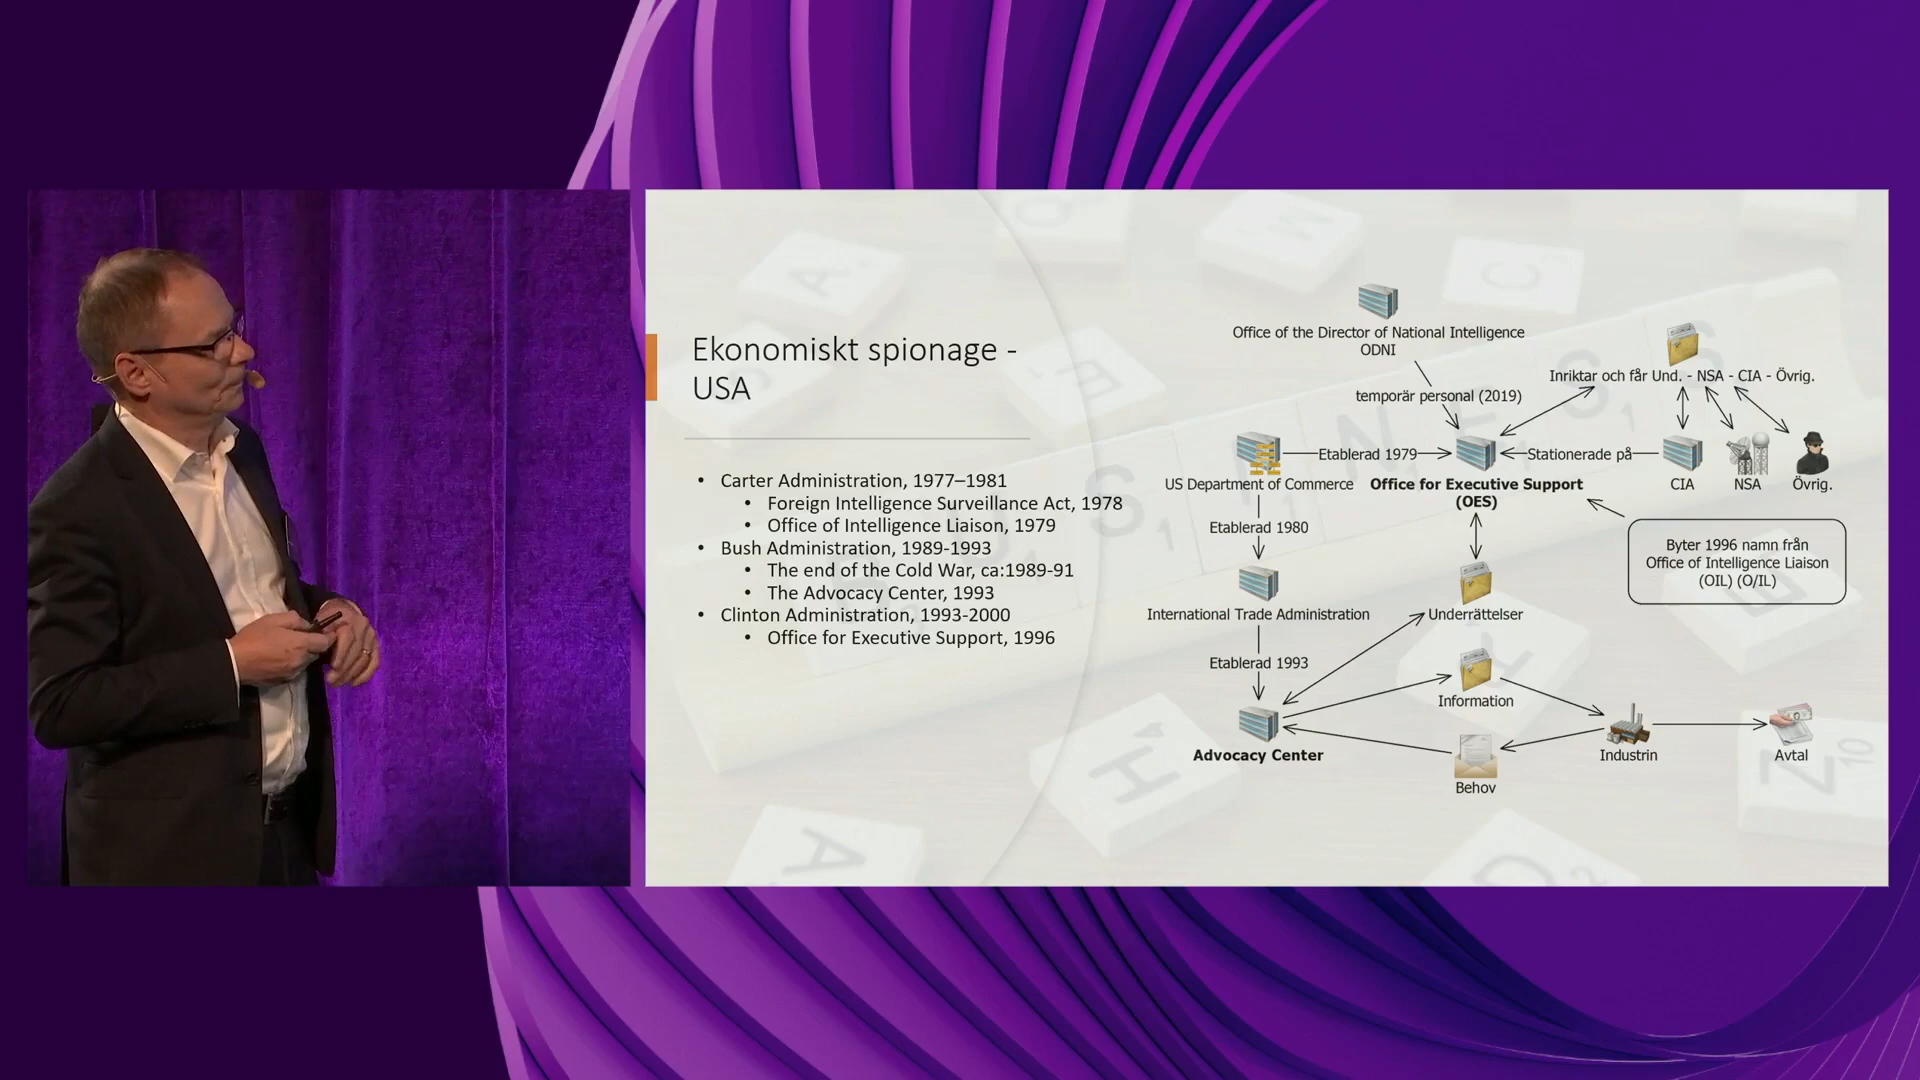 Ekonomiskt spionage -
USA
• Carter Administration, 1977–1981
• Foreign Intelligence Surveillance Act, 1978
• Office of Intelligence Liaison, 1979
• Bush Administration, 1989-1993
• The end of the Cold War, ca:1989-91
• The Advocacy Center, 1993
• Clinton Administration, 1993-2000
• Office for Executive Support, 1996
Office of the Director of National Intelligence
ODNI
temporär personal (2019)
Inriktar och får Und. - NSA - CIA - Övrig.
Etablerad 1979
Stationerade på
US Department of Commerce
Office for Executive Support
(OES)
CIA
NSA
Övrig.
Etablerad 1980
Byter 1996 namn från
Office of Intelligence Liaison
(OIL) (O/IL)
International Trade Administration
Underrättelser
Etablerad 1993
Information
Advocacy Center
Behov
Industrin
Avtal